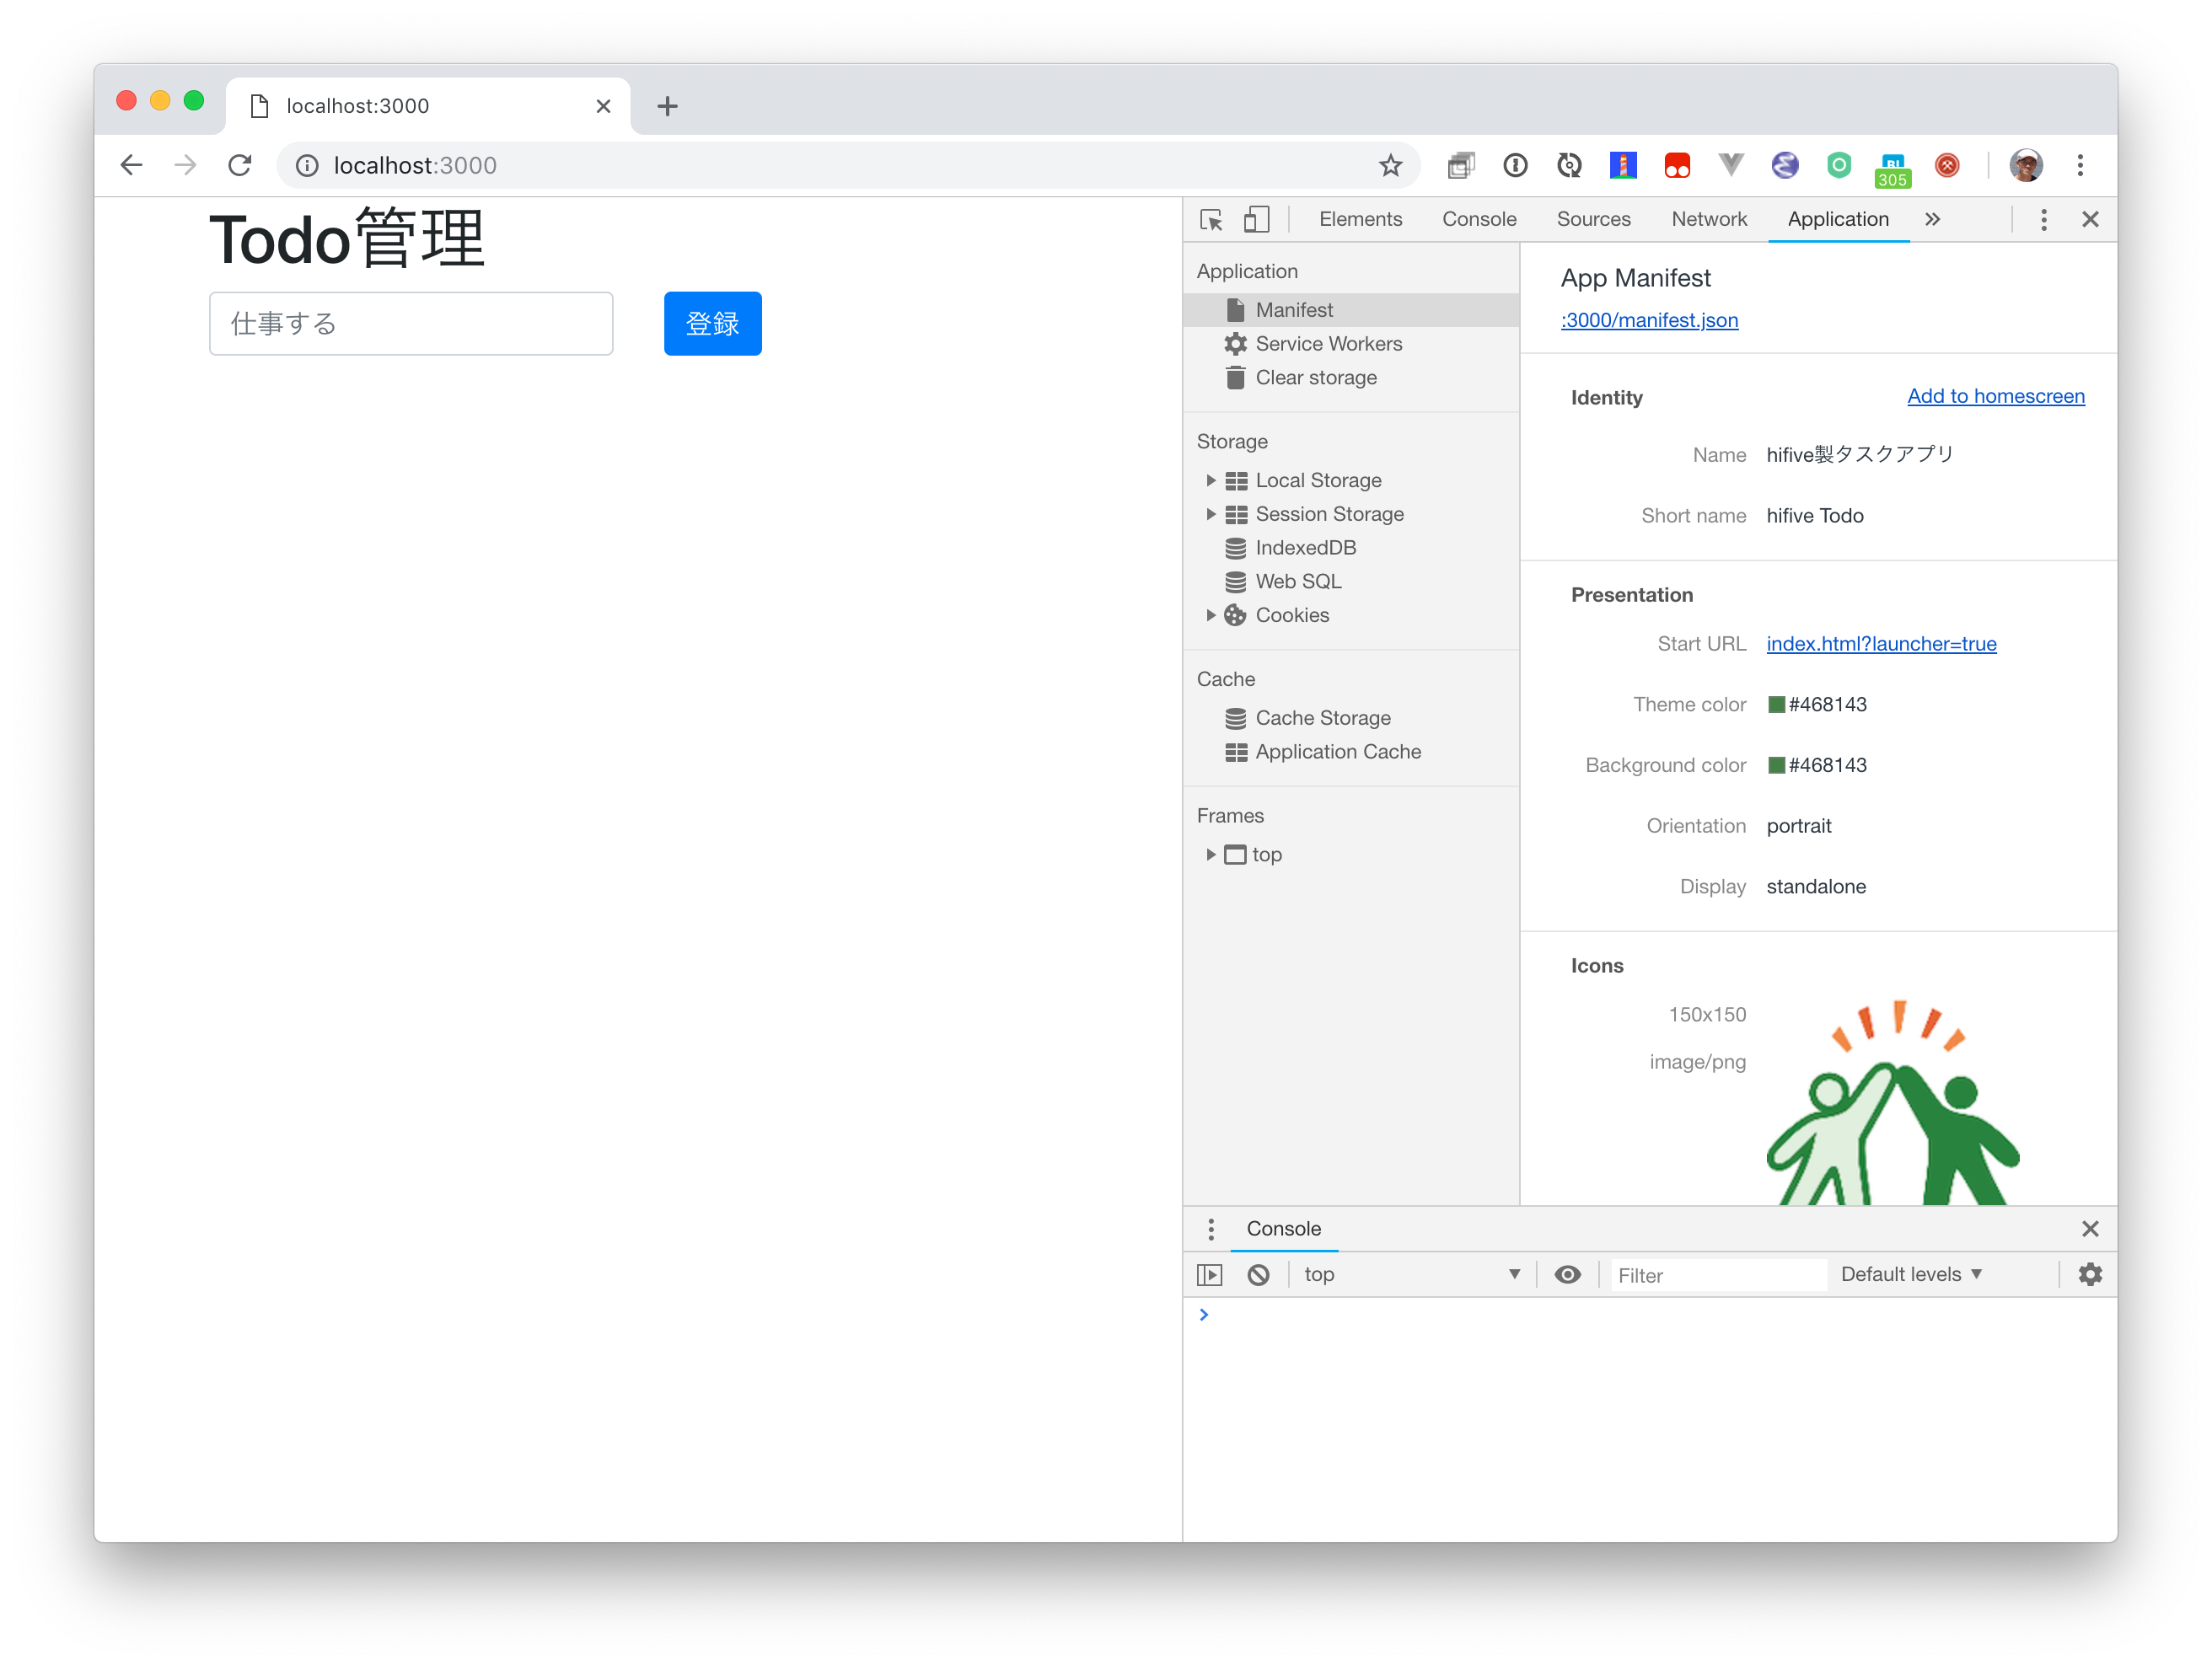 localhost:3000
localhost:3000
BL
305
Todo管理
仕事する
登録
Elements Console Sources Network Application
Application
Manifest
Service Workers
Clear storage
Storage
Local Storage
Session Storage
IndexedDB
Web SQL
Cookies
Cache
Cache Storage
Application Cache
Frames
top
App Manifest
:3000/manifest.json
Identity Add to homescreen
Name hifive製タスクアプリ
Short name hifive Todo
Presentation
Start URL index.html?launcher=true
Theme color #468143
Background color #468143
Orientation portrait
Display standalone
Icons
150x150
image/png
Console
top Filter Default levels